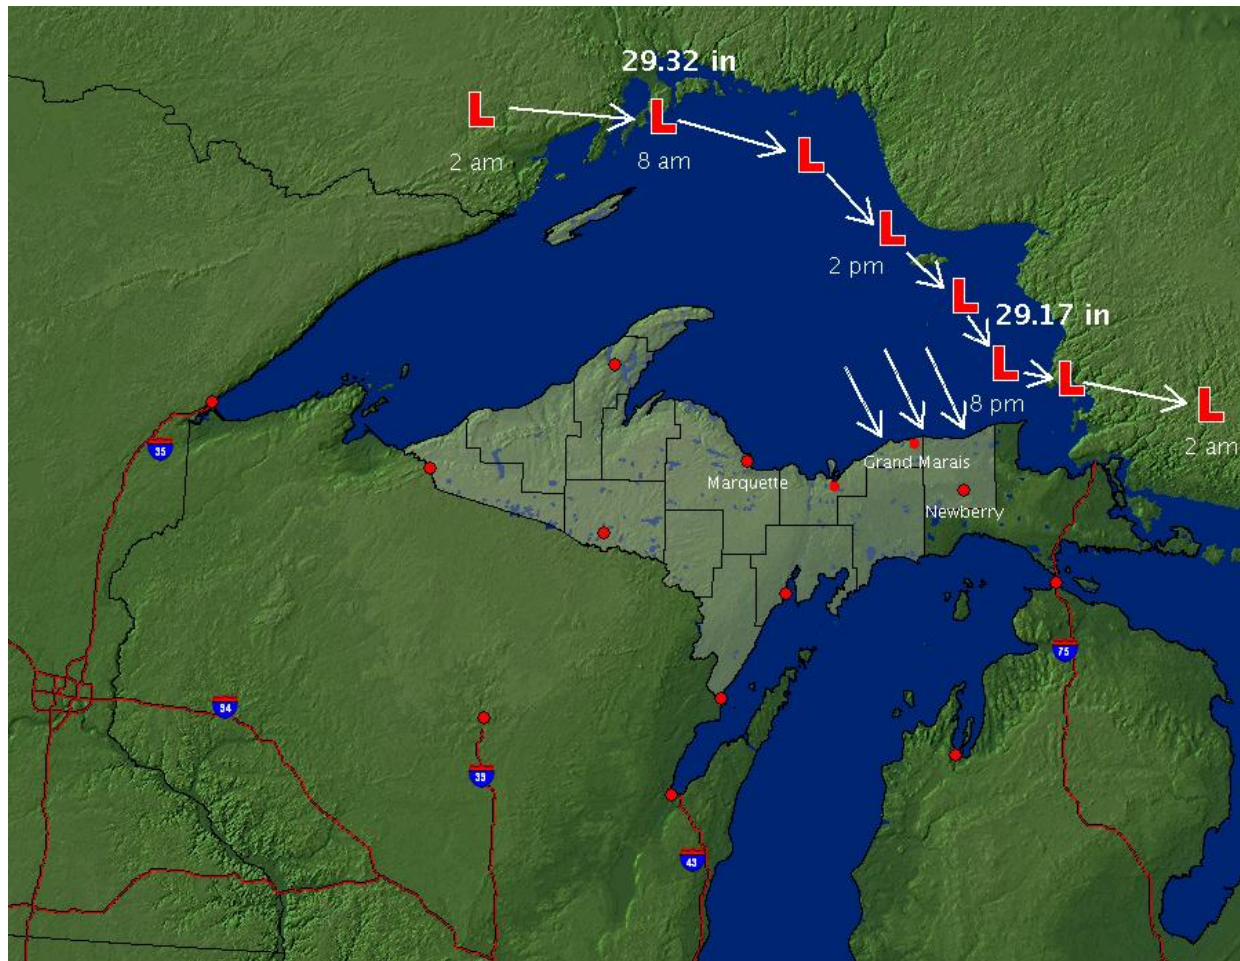 29.32 in
L
L
2 am
8 am
L
L
2 pm
L
29.17 in
L
L
8 pm
L
2 am
Grand Marais
Marquette
Newberry
35
75
94
39
43